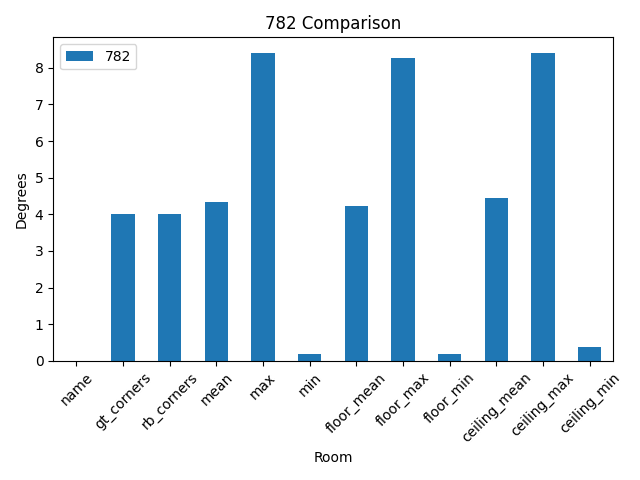 782 Comparison
782
Degrees
8
7
6
5
4
3
2
1
0
name
gt_corners
rb_corners
mean
max
min
floor_mean
floor_max
floor_min
ceiling_mean
ceiling_max
ceiling_min
Room